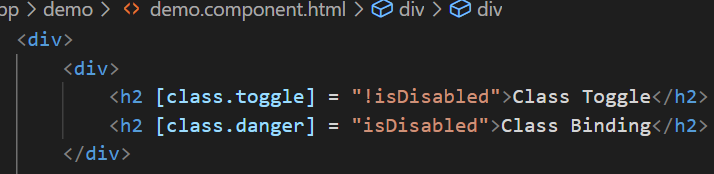 pp > demo > <> demo.component.html > div > div
<div>
<div>
<h2 [class.toggle] = "!isDisabled">Class Toggle</h2>
<h2 [class.danger] = "isDisabled">Class Binding</h2>
</div>